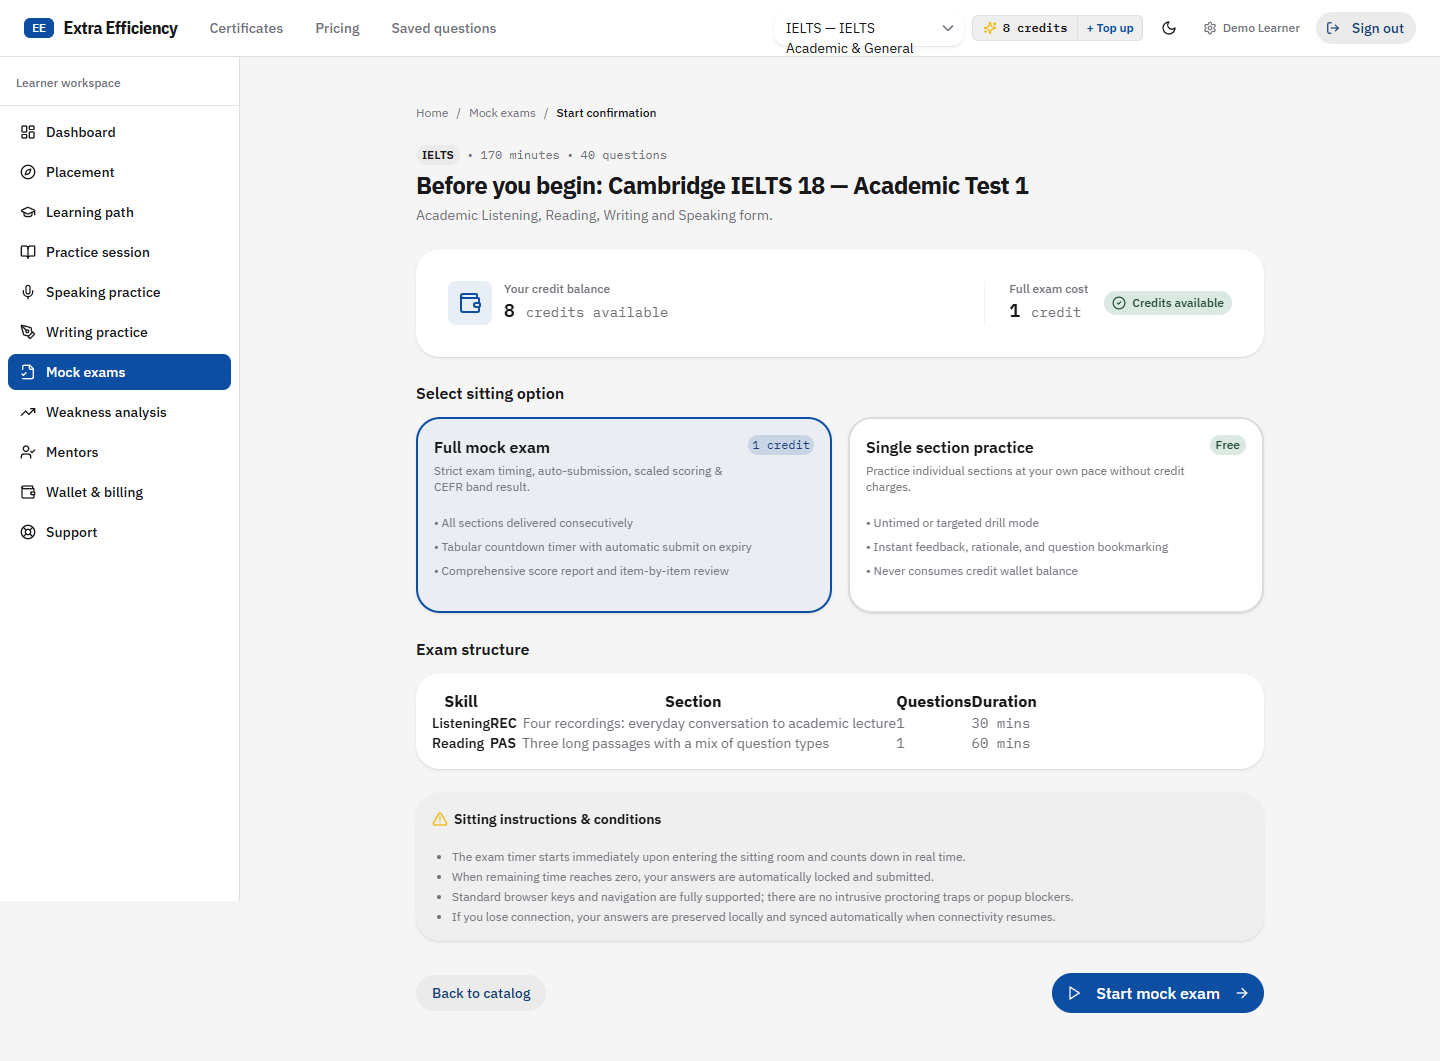 EE Extra Efficiency Certificates Pricing Saved questions IELTS — IELTS Academic & General 8 credits + Top up Demo Learner Sign out
Learner workspace
Dashboard
Placement
Learning path
Practice session
Speaking practice
Writing practice
Mock exams
Weakness analysis
Mentors
Wallet & billing
Support
Home / Mock exams / Start confirmation
IELTS • 170 minutes • 40 questions
Before you begin: Cambridge IELTS 18 — Academic Test 1
Academic Listening, Reading, Writing and Speaking form.
Your credit balance
8 credits available
Full exam cost
1 credit
Credits available
Select sitting option
Full mock exam 1 credit
Strict exam timing, auto-submission, scaled scoring &
CEFR band result.
• All sections delivered consecutively
• Tabular countdown timer with automatic submit on expiry
• Comprehensive score report and item-by-item review
Single section practice Free
Practice individual sections at your own pace without credit
charges.
• Untimed or targeted drill mode
• Instant feedback, rationale, and question bookmarking
• Never consumes credit wallet balance
Exam structure
Skill Section Questions Duration
Listening REC Four recordings: everyday conversation to academic lecture 1 30 mins
Reading PAS Three long passages with a mix of question types 1 60 mins
Sitting instructions & conditions
• The exam timer starts immediately upon entering the sitting room and counts down in real time.
• When remaining time reaches zero, your answers are automatically locked and submitted.
• Standard browser keys and navigation are fully supported; there are no intrusive proctoring traps or popup blockers.
• If you lose connection, your answers are preserved locally and synced automatically when connectivity resumes.
Back to catalog
Start mock exam